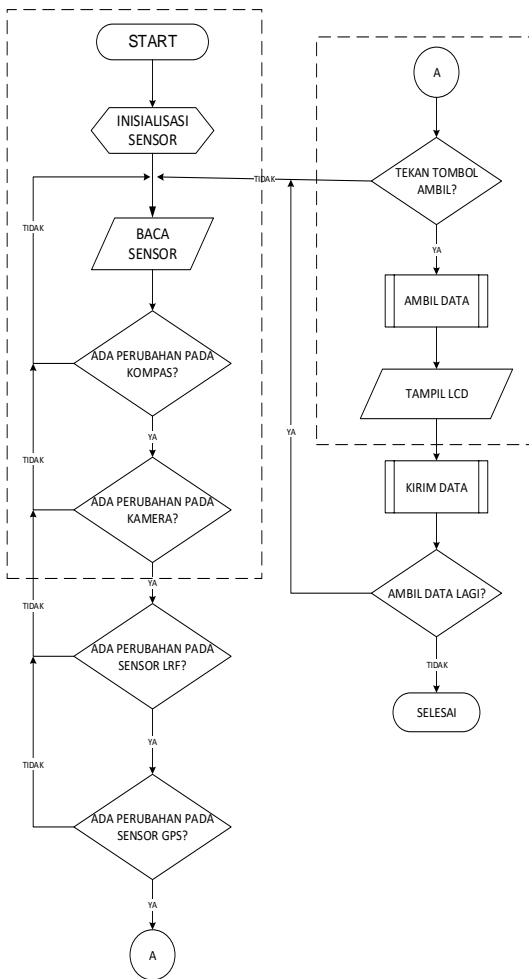 START
INISIALISASI
SENSOR
TIDAK
BACA
SENSOR
ADA PERUBAHAN PADA
KOMPAS?
YA
TIDAK
ADA PERUBAHAN PADA
KAMERA?
YA
TIDAK
ADA PERUBAHAN PADA
SENSOR LRF?
YA
TIDAK
ADA PERUBAHAN PADA
SENSOR GPS?
YA
A
A
TEKAN TOMBOL
AMBIL?
TIDAK
YA
AMBIL DATA
TAMPIL LCD
KIRIM DATA
YA
AMBIL DATA LAGI?
TIDAK
SELESAI